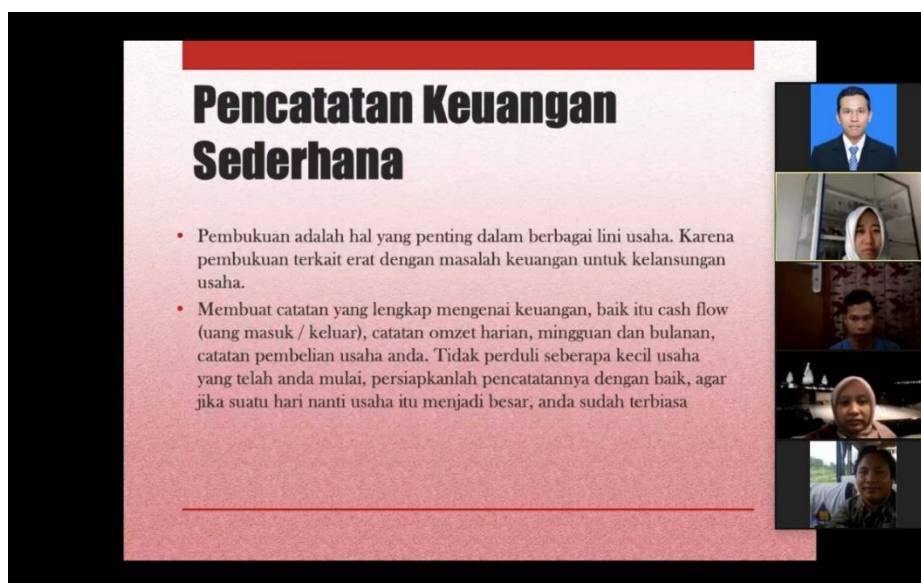 Pencatatan Keuangan
Sederhana
• Pembukuan adalah hal yang penting dalam berbagai lini usaha. Karena
pembukuan terkait erat dengan masalah keuangan untuk kelansungan
usaha.
• Membuat catatan yang lengkap mengenai keuangan, baik itu cash flow
(uang masuk / keluar), catatan omzet harian, mingguan dan bulanan,
catatan pembelian usaha anda. Tidak perduli seberapa kecil usaha
yang telah anda mulai, persiapkanlah pencatatannya dengan baik, agar
jika suatu hari nanti usaha itu menjadi besar, anda sudah terbiasa